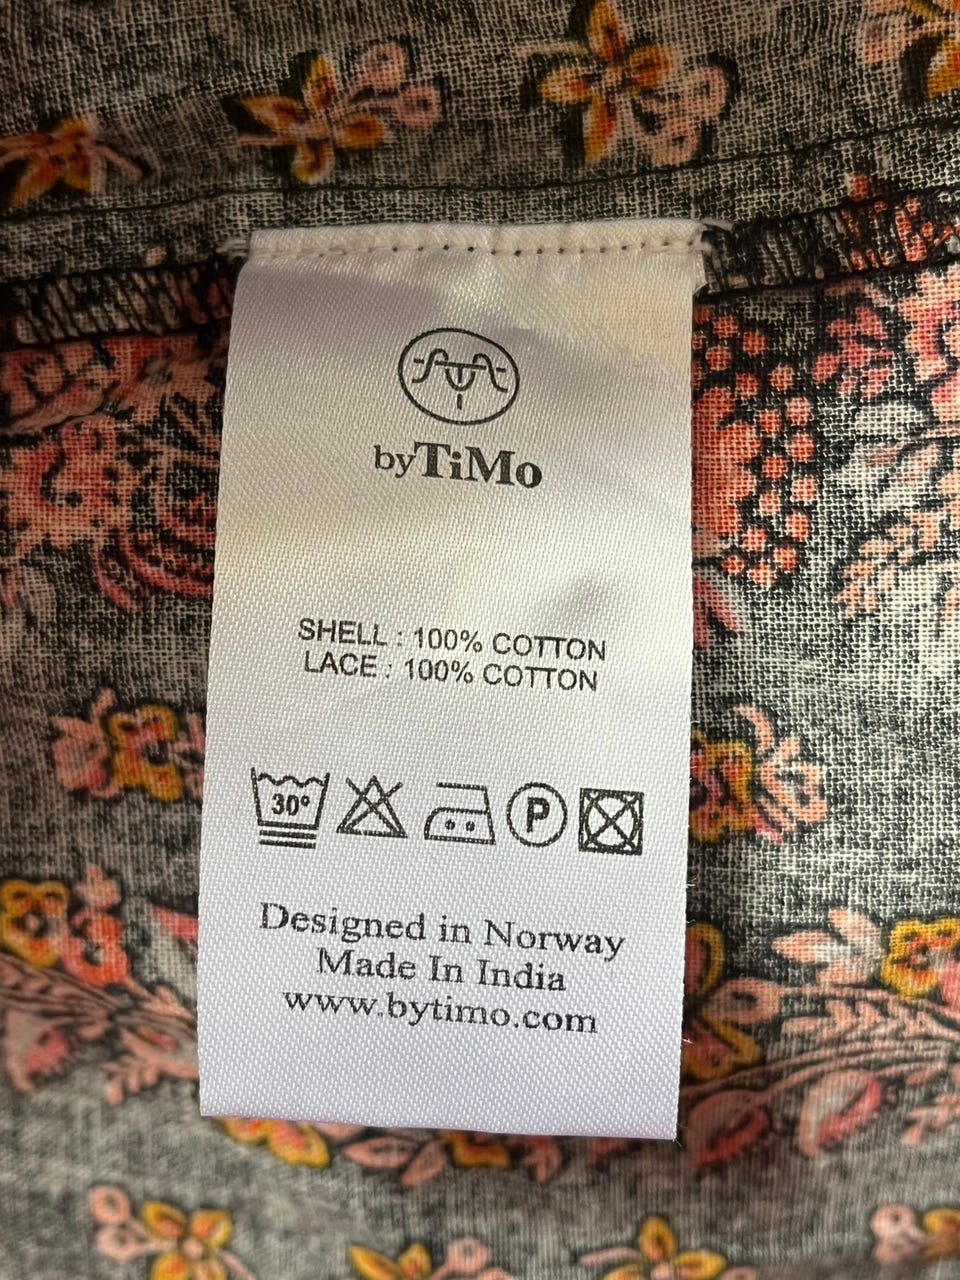 byTiMo
SHELL : 100% COTTON
LACE : 100% COTTON
30°
P
Designed in Norway
Made In India
www.bytimo.com